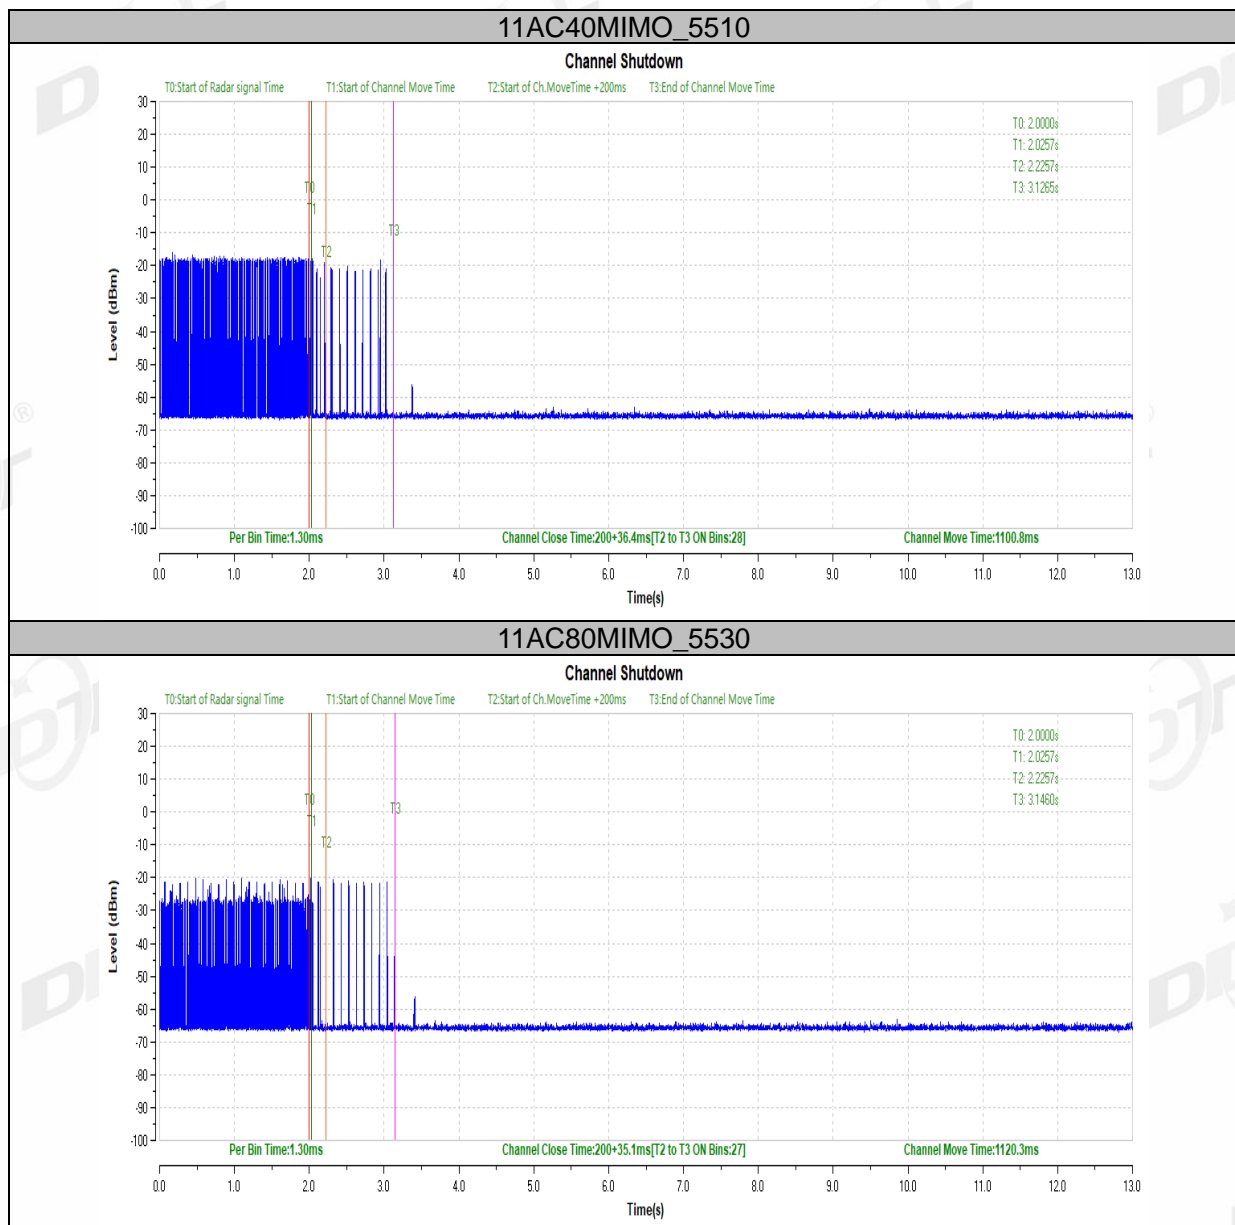 11AC40MIMO_5510
Channel Shutdown
T0:Start of Radar signal Time T1:Start of Channel Move Time T2:Start of Ch.MoveTime +200ms T3:End of Channel Move Time
30
20
10
0
-10
-20
-30
-40
-50
-60
-70
-80
-90
-100
Level (dBm)
T0: 2.0000s
T1: 2.0257s
T2: 2.2257s
T3: 3.1265s
T0
T1
T2
T3
Per Bin Time:1.30ms Channel Close Time:200+36.4ms[T2 to T3 ON Bins:28] Channel Move Time:1100.8ms
0.0 1.0 2.0 3.0 4.0 5.0 6.0 7.0 8.0 9.0 10.0 11.0 12.0 13.0
Time(s)
11AC80MIMO_5530
Channel Shutdown
T0:Start of Radar signal Time T1:Start of Channel Move Time T2:Start of Ch.MoveTime +200ms T3:End of Channel Move Time
30
20
10
0
-10
-20
-30
-40
-50
-60
-70
-80
-90
-100
Level (dBm)
T0: 2.0000s
T1: 2.0257s
T2: 2.2257s
T3: 3.1460s
T0
T1
T2
T3
Per Bin Time:1.30ms Channel Close Time:200+35.1ms[T2 to T3 ON Bins:27] Channel Move Time:1120.3ms
0.0 1.0 2.0 3.0 4.0 5.0 6.0 7.0 8.0 9.0 10.0 11.0 12.0 13.0
Time(s)